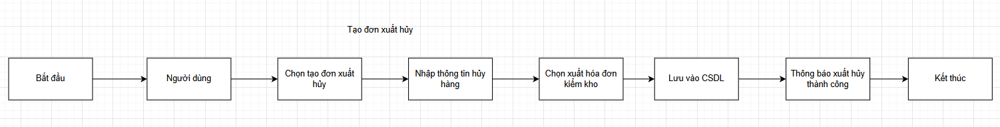 Tạo đơn xuất hủy
Bắt đầu
Người dùng
Chọn tạo đơn xuất
hủy
Nhập thông tin hủy
hàng
Chọn xuất hóa đơn
kiểm kho
Lưu vào CSDL
Thông báo xuất hủy
thành công
Kết thúc